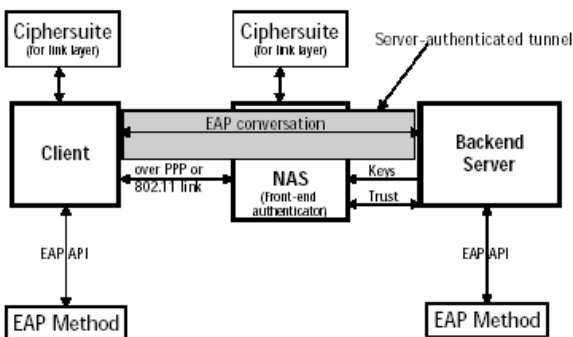 Ciphersuite
(for link layer)
Ciphersuite
(for link layer)
Server-authenticated tunnel
EAP conversation
Client
Backend
Server
over PPP or
802.11 link
NAS
(Front-end
authenticator)
Keys
Trust
EAP API
EAP API
EAP Method
EAP Method